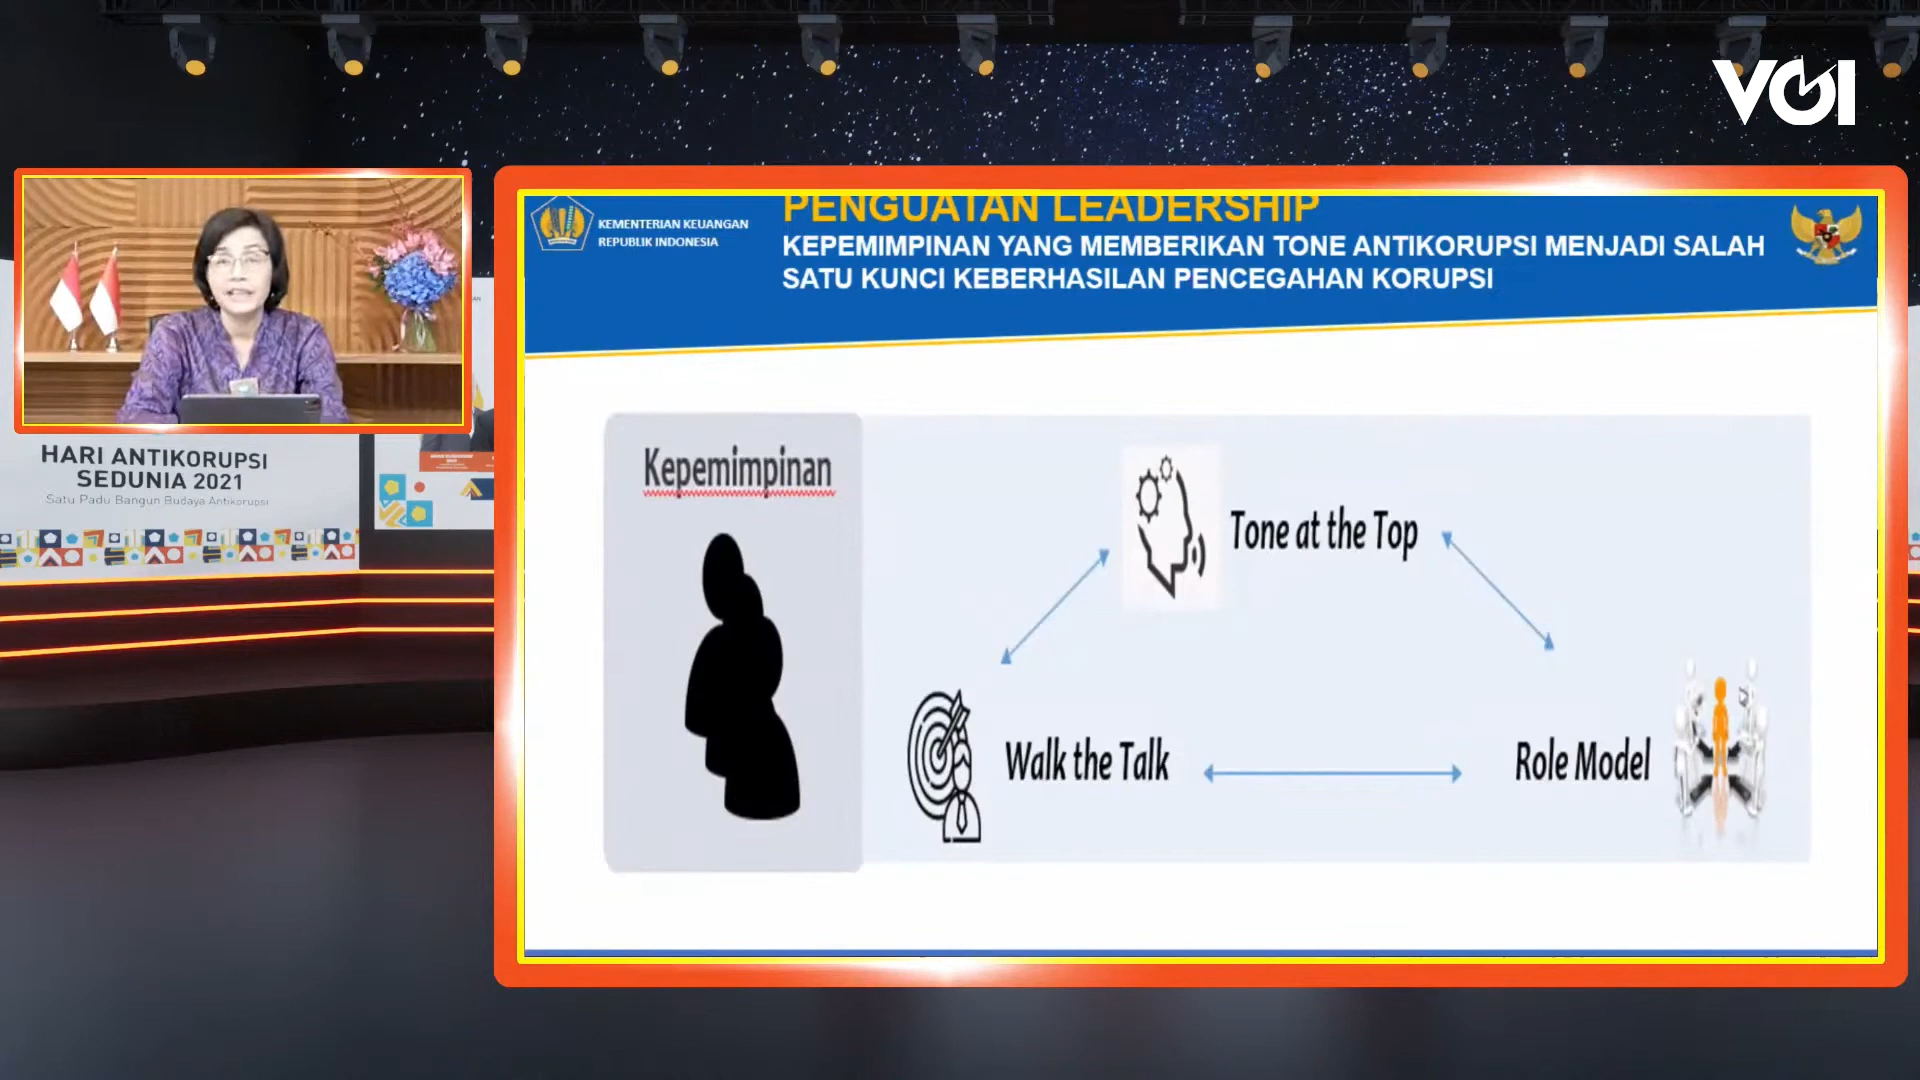 VOI
KEMENTERIAN KEUANGAN
REPUBLIK INDONESIA
PENGUATAN LEADERSHIP
KEPEMIMPINAN YANG MEMBERIKAN TONE ANTIKORUPSI MENJADI SALAH
SATU KUNCI KEBERHASILAN PENCEGAHAN KORUPSI
HARI ANTIKORUPSI
SEDUNIA 2021
Satu Padu Bangun Budaya Antikorupsi
Kepemimpinan
Tone at the Top
Walk the Talk
Role Model